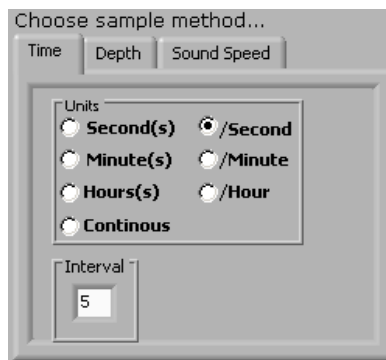 Choose sample method...
Time Depth Sound Speed
Units
Second(s) /Second
Minute(s) /Minute
Hours(s) /Hour
Continous
Interval
5